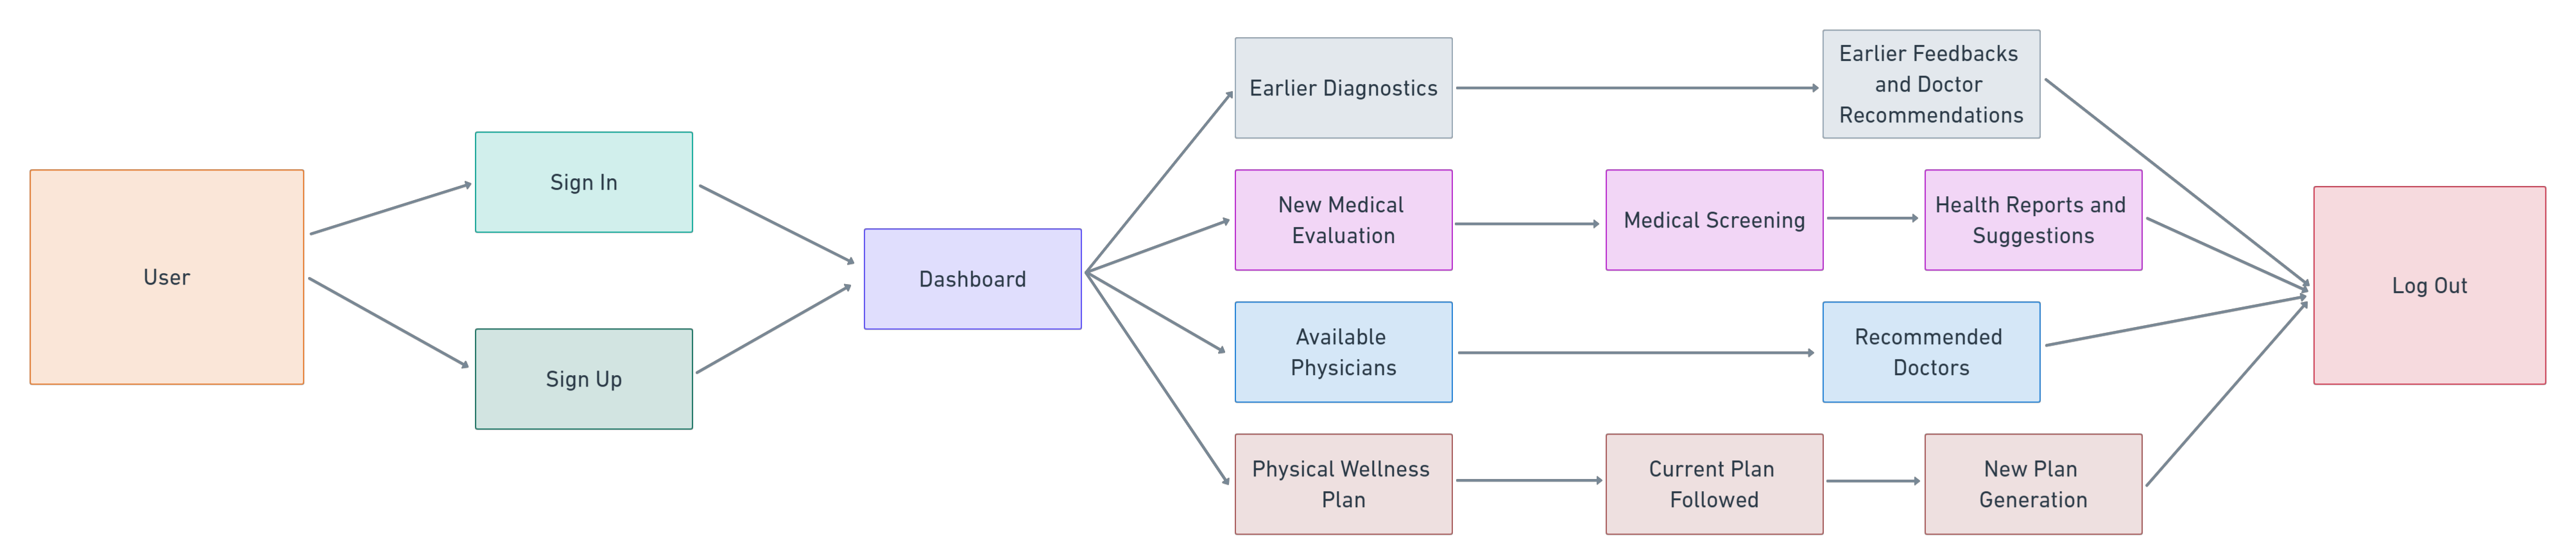 User
Sign In
Sign Up
Dashboard
Earlier Diagnostics
Earlier Feedbacks
and Doctor
Recommendations
New Medical
Evaluation
Medical Screening
Health Reports and
Suggestions
Available
Physicians
Recommended
Doctors
Physical Wellness
Plan
Current Plan
Followed
New Plan
Generation
Log Out